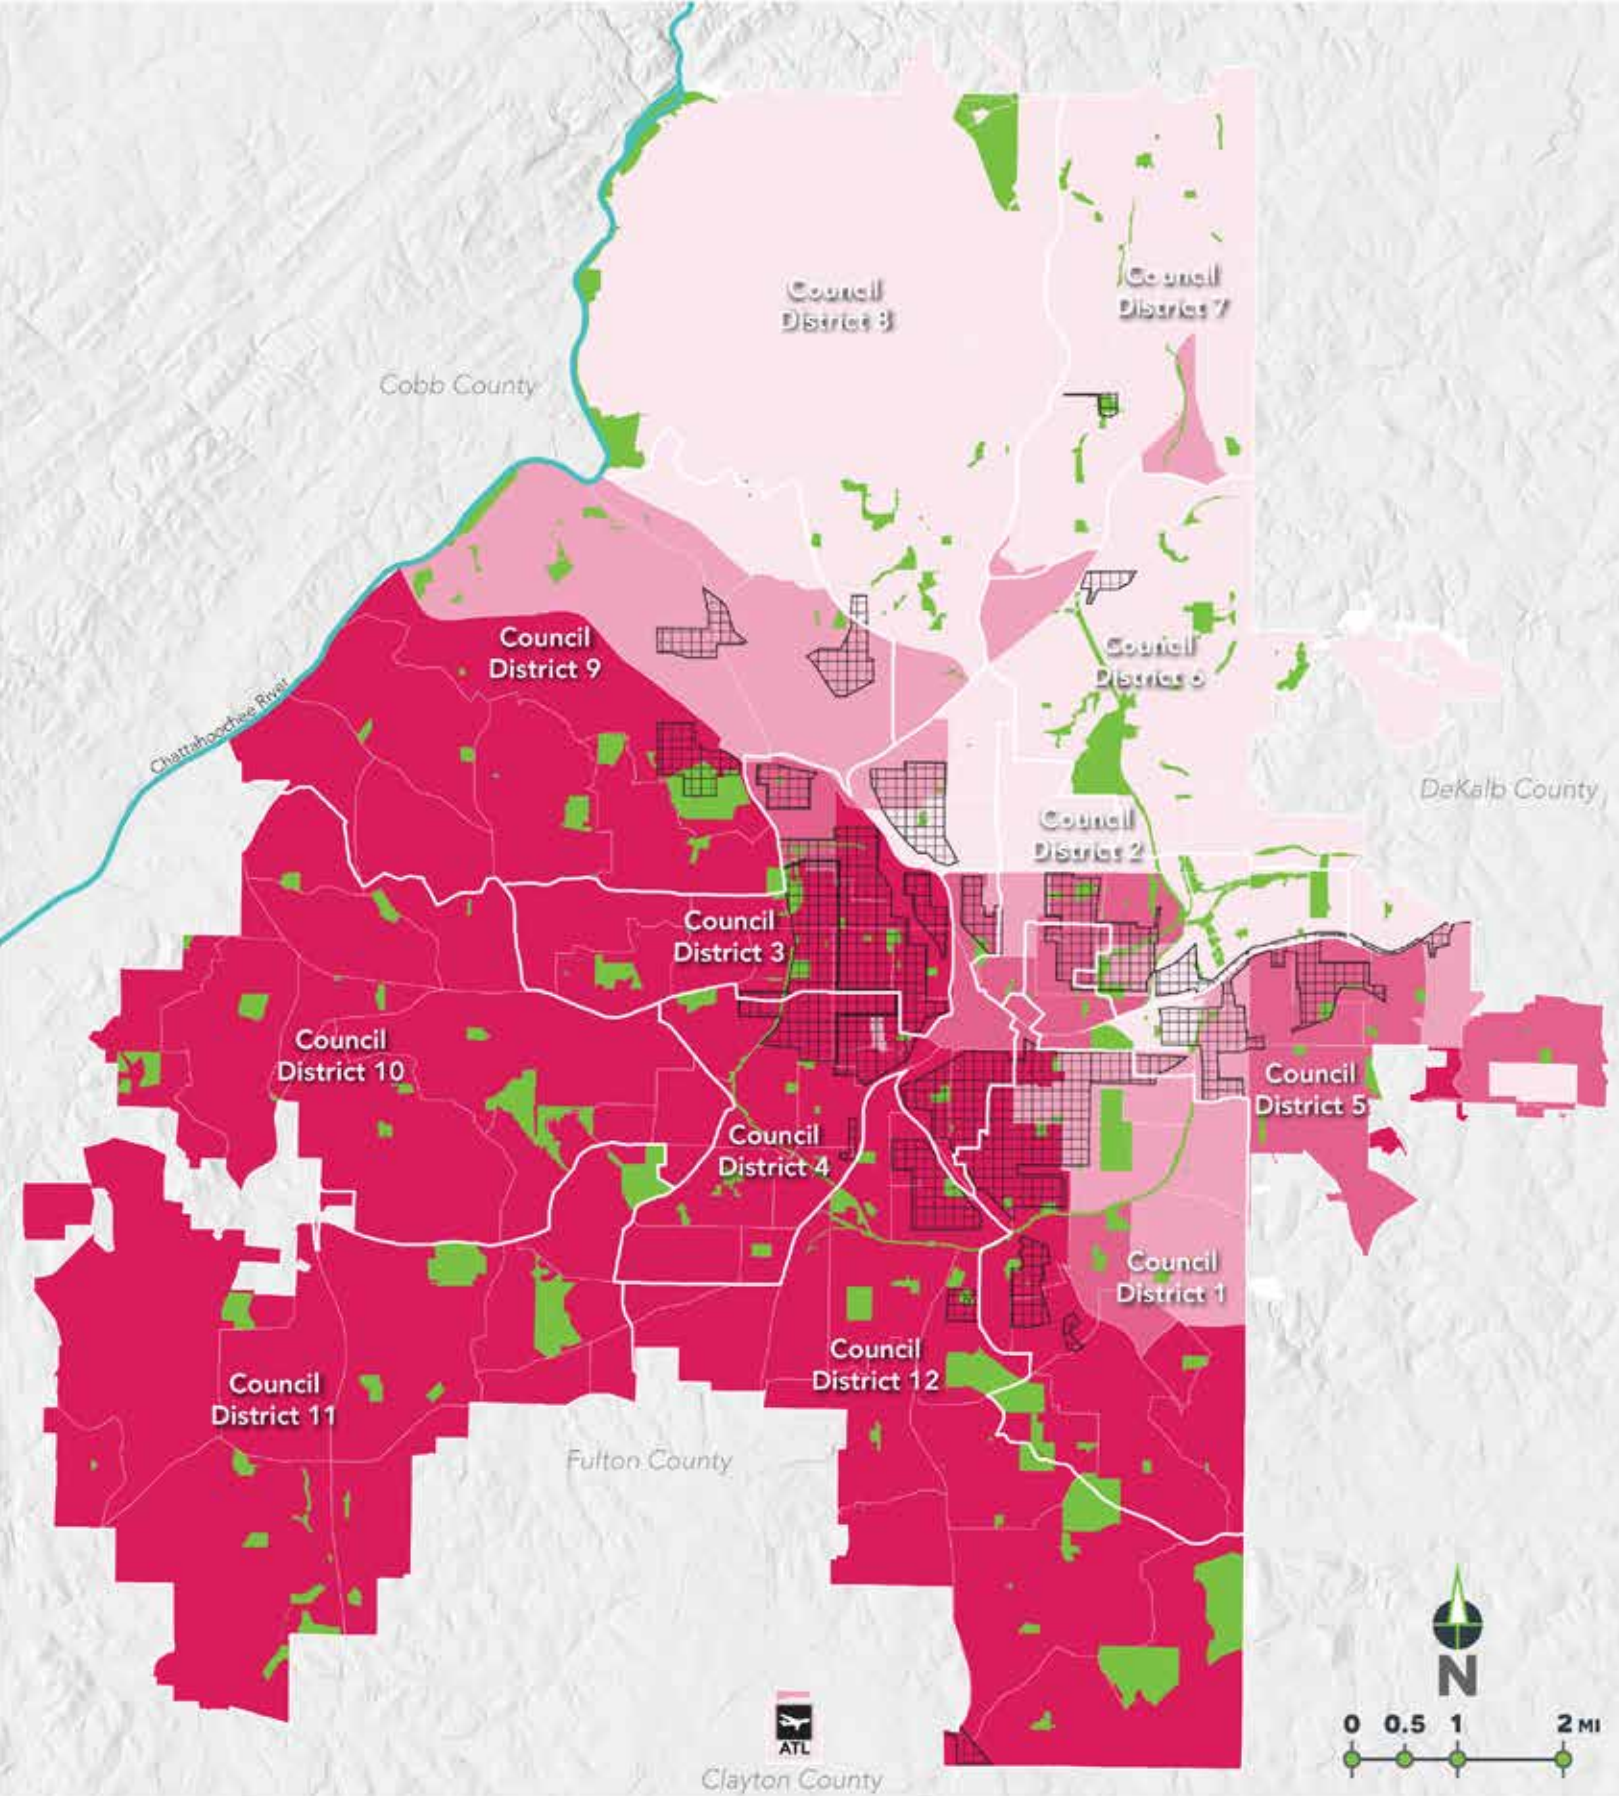 Council
District 8
Council
District 7
Cobb County
Council
District 9
Council
District 6
Chattahoochee River
DeKalb County
Council
District 2
Council
District 3
Council
District 10
Council
District 5
Council
District 4
Council
District 1
Council
District 12
Council
District 11
Fulton County
N
0 0.5 1 2 MI
ATL
Clayton County